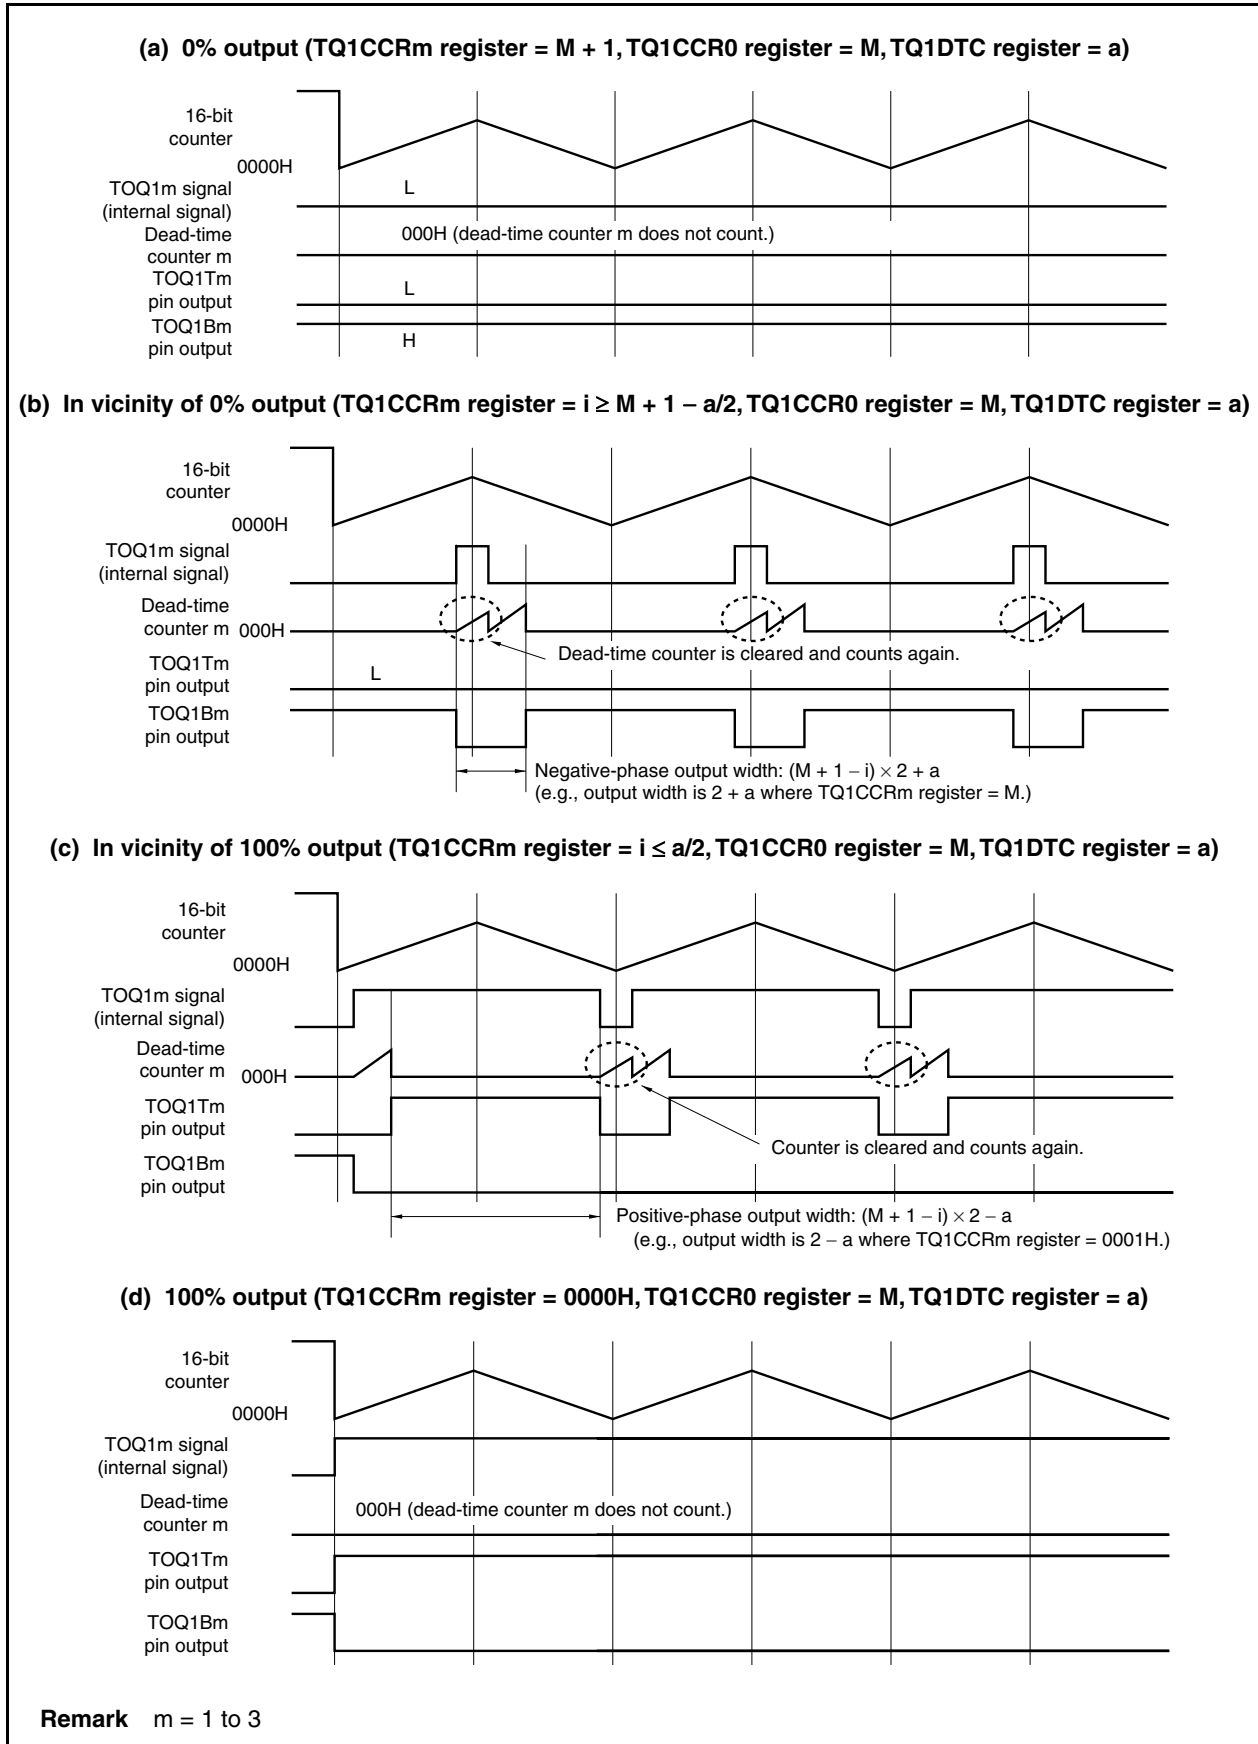 (a) 0% output (TQ1CCRm register = M + 1, TQ1CCR0 register = M, TQ1DTC register = a)
16-bit
counter
0000H
TOQ1m signal
(internal signal)
L
Dead-time
counter m
000H (dead-time counter m does not count.)
TOQ1Tm
pin output
L
TOQ1Bm
pin output
H
(b) In vicinity of 0% output (TQ1CCRm register = i ≥ M + 1 − a/2, TQ1CCR0 register = M, TQ1DTC register = a)
16-bit
counter
0000H
TOQ1m signal
(internal signal)
Dead-time
counter m
000H
Dead-time counter is cleared and counts again.
TOQ1Tm
pin output
L
TOQ1Bm
pin output
Negative-phase output width: (M + 1 − i) × 2 + a
(e.g., output width is 2 + a where TQ1CCRm register = M.)
(c) In vicinity of 100% output (TQ1CCRm register = i ≤ a/2, TQ1CCR0 register = M, TQ1DTC register = a)
16-bit
counter
0000H
TOQ1m signal
(internal signal)
Dead-time
counter m
000H
TOQ1Tm
pin output
Counter is cleared and counts again.
TOQ1Bm
pin output
Positive-phase output width: (M + 1 − i) × 2 − a
(e.g., output width is 2 − a where TQ1CCRm register = 0001H.)
(d) 100% output (TQ1CCRm register = 0000H, TQ1CCR0 register = M, TQ1DTC register = a)
16-bit
counter
0000H
TOQ1m signal
(internal signal)
Dead-time
counter m
000H (dead-time counter m does not count.)
TOQ1Tm
pin output
TOQ1Bm
pin output
Remark m = 1 to 3